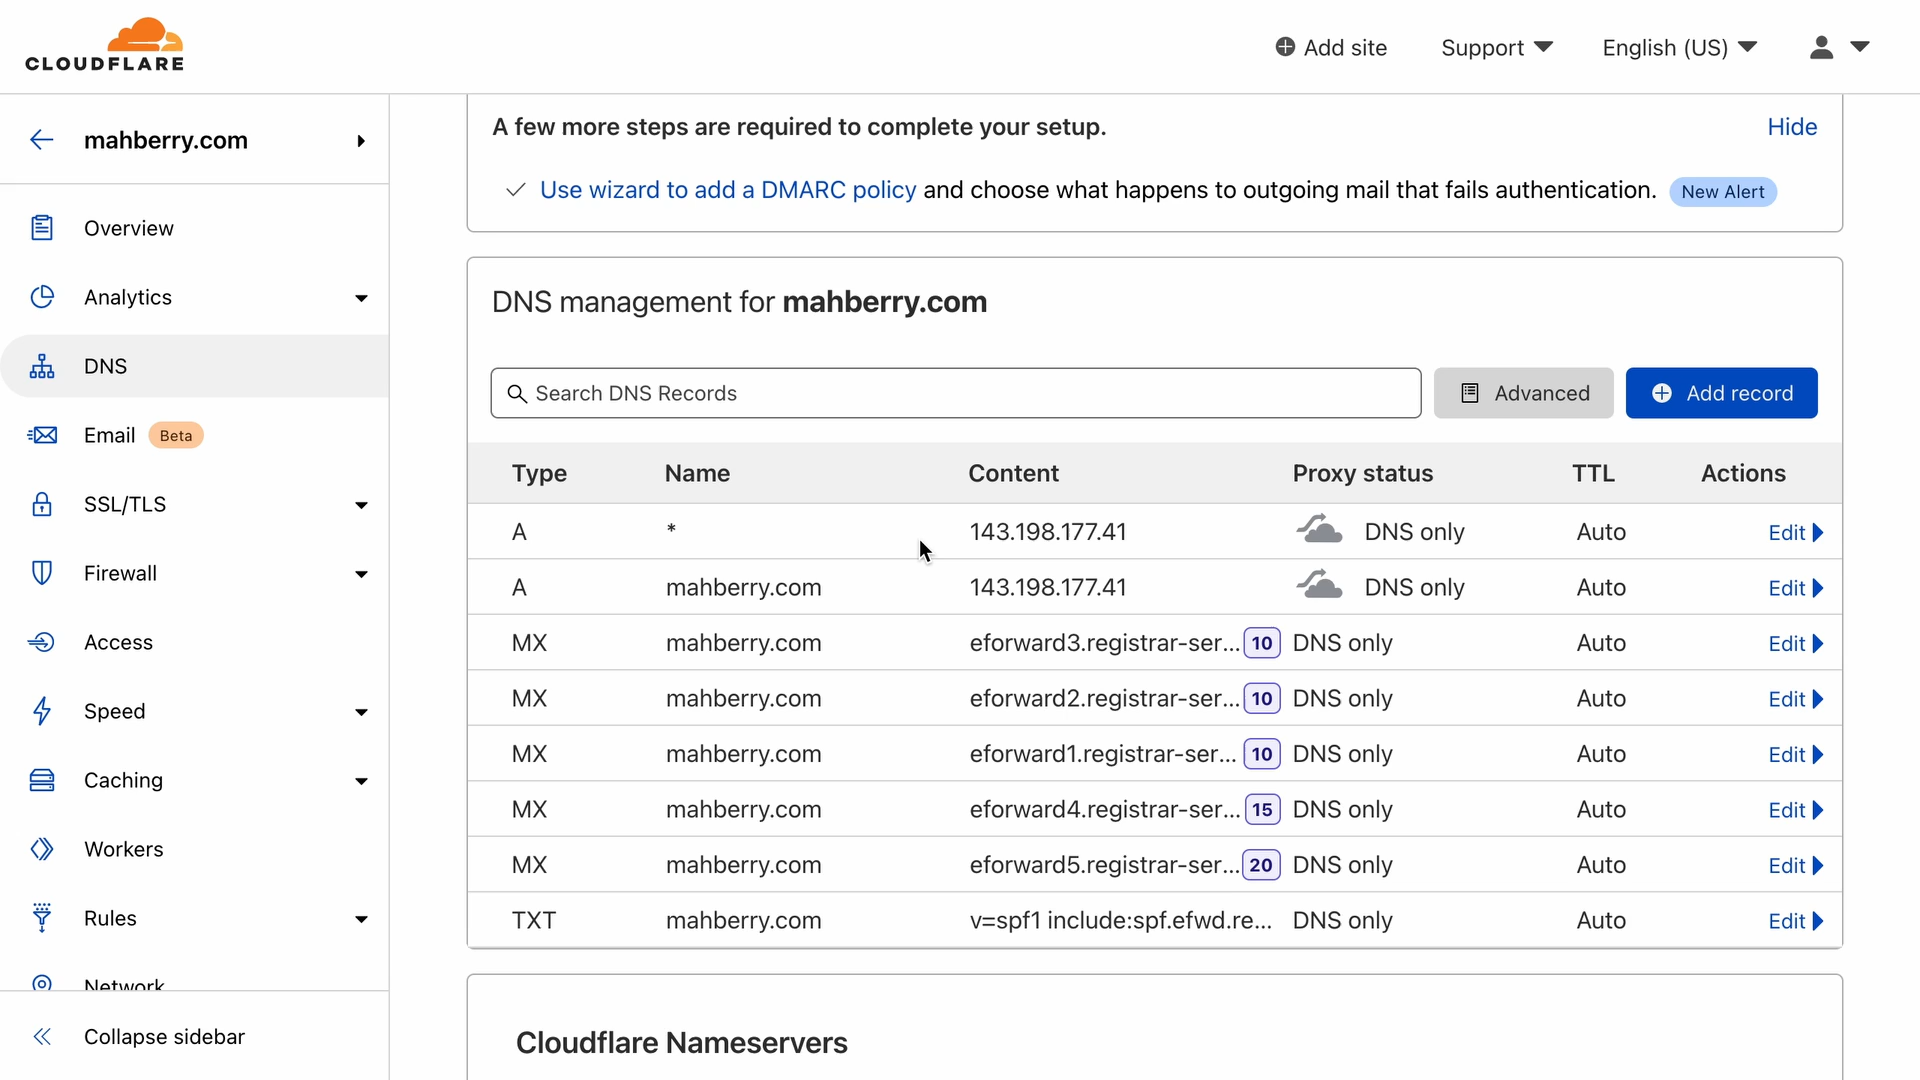 CLOUDFLARE
Add site
Support
English (US)
mahberry.com
Overview
Analytics
DNS
Email Beta
SSL/TLS
Firewall
Access
Speed
Caching
Workers
Rules
Network
Collapse sidebar
A few more steps are required to complete your setup.
Hide
Use wizard to add a DMARC policy and choose what happens to outgoing mail that fails authentication. New Alert
DNS management for mahberry.com
Search DNS Records
Advanced
Add record
Type Name Content Proxy status TTL Actions
A * 143.198.177.41 DNS only Auto Edit
A mahberry.com 143.198.177.41 DNS only Auto Edit
MX mahberry.com eforward3.registrar-ser... 10 DNS only Auto Edit
MX mahberry.com eforward2.registrar-ser... 10 DNS only Auto Edit
MX mahberry.com eforward1.registrar-ser... 10 DNS only Auto Edit
MX mahberry.com eforward4.registrar-ser... 15 DNS only Auto Edit
MX mahberry.com eforward5.registrar-ser... 20 DNS only Auto Edit
TXT mahberry.com v=spf1 include:spf.efwd.re... DNS only Auto Edit
Cloudflare Nameservers